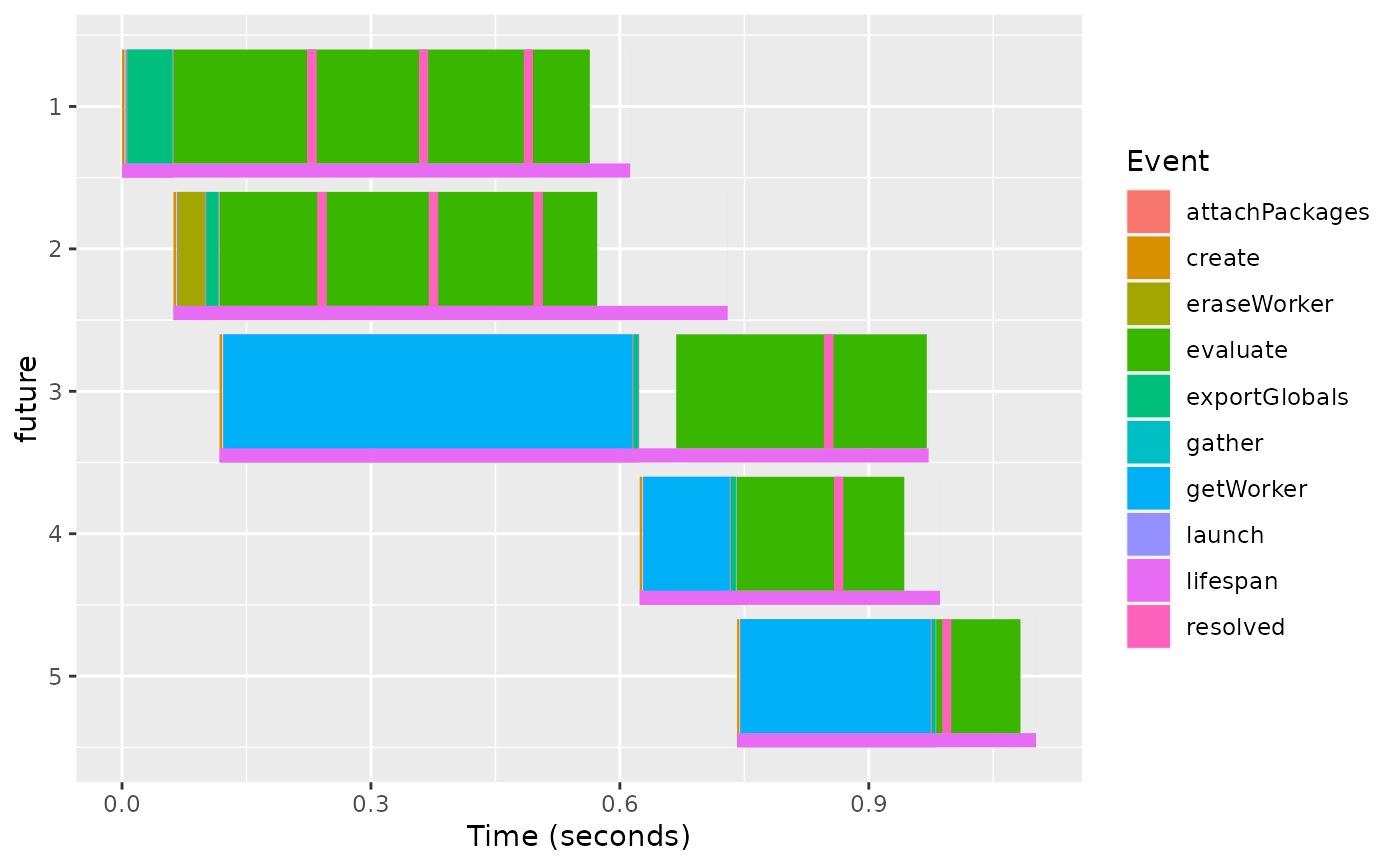 future
1
2
3
4
5
0.0 0.3 0.6 0.9
Time (seconds)
Event
attachPackages
create
eraseWorker
evaluate
exportGlobals
gather
getWorker
launch
lifespan
resolved